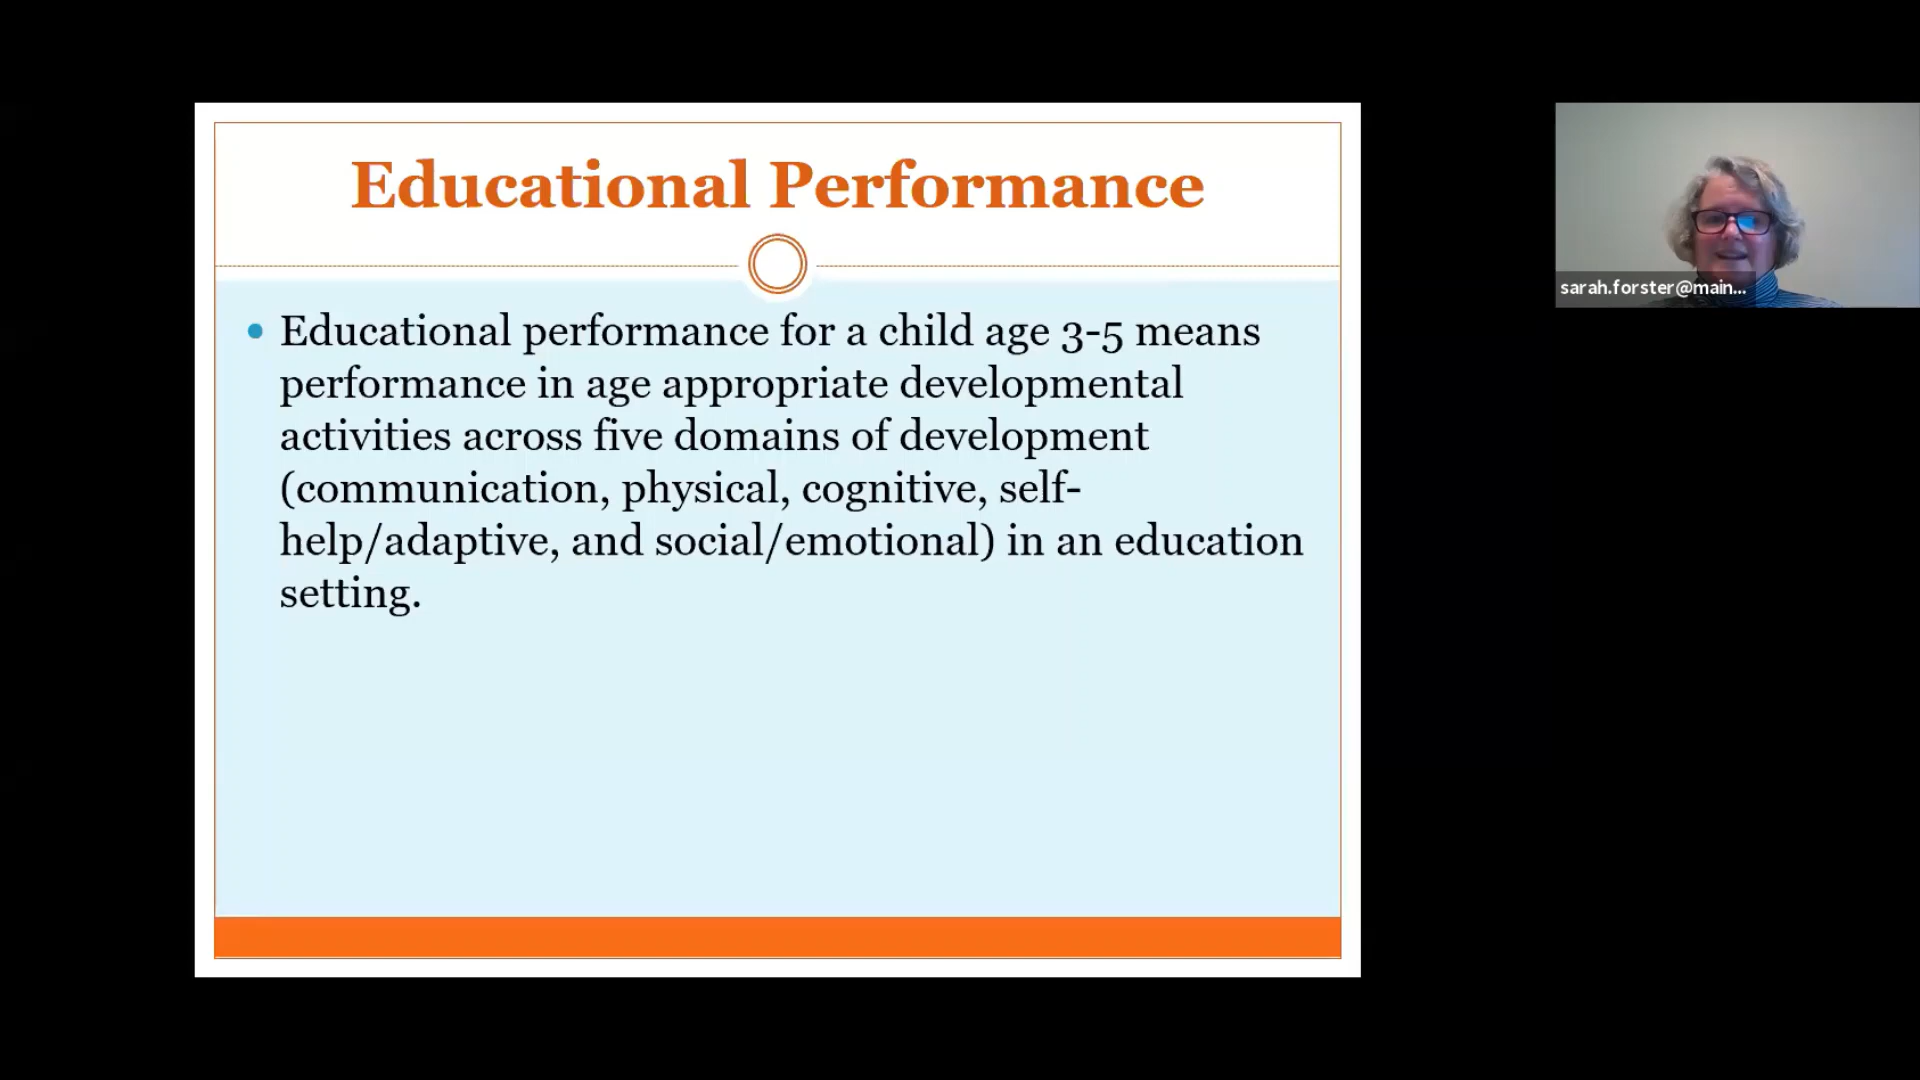 Educational Performance
• Educational performance for a child age 3-5 means
performance in age appropriate developmental
activities across five domains of development
(communication, physical, cognitive, self-
help/adaptive, and social/emotional) in an education
setting.
sarah.forster@main...